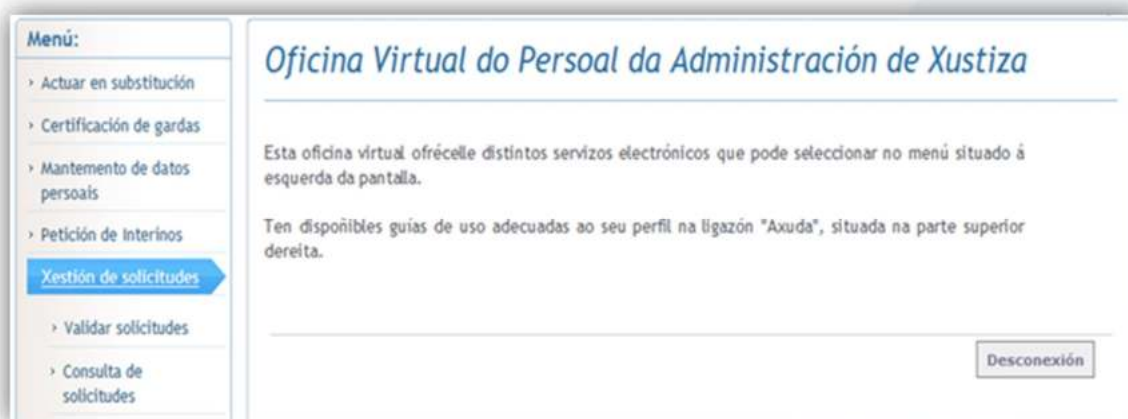 Menú:
Actuar en substitución
Certificación de gardas
Mantemento de datos
persoais
Petición de Interinos
Xestión de solicitudes
Validar solicitudes
Consulta de
solicitudes
Oficina Virtual do Persoal da Administración de Xustiza
Esta oficina virtual ofrécelle distintos servizos electrónicos que pode seleccionar no menú situado á
esquerda da pantalla.
Ten dispoñibles guías de uso adecuadas ao seu perfil na ligazón "Axuda", situada na parte superior
dereita.
Desconexión